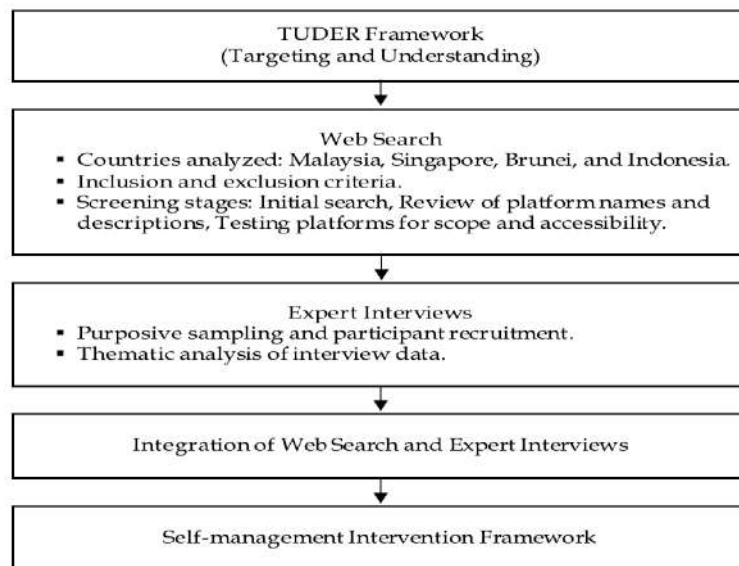 TUDER Framework
(Targeting and Understanding)
Web Search
▪ Countries analyzed: Malaysia, Singapore, Brunei, and Indonesia.
▪ Inclusion and exclusion criteria.
▪ Screening stages: Initial search, Review of platform names and
descriptions, Testing platforms for scope and accessibility.
Expert Interviews
▪ Purposive sampling and participant recruitment.
▪ Thematic analysis of interview data.
Integration of Web Search and Expert Interviews
Self-management Intervention Framework